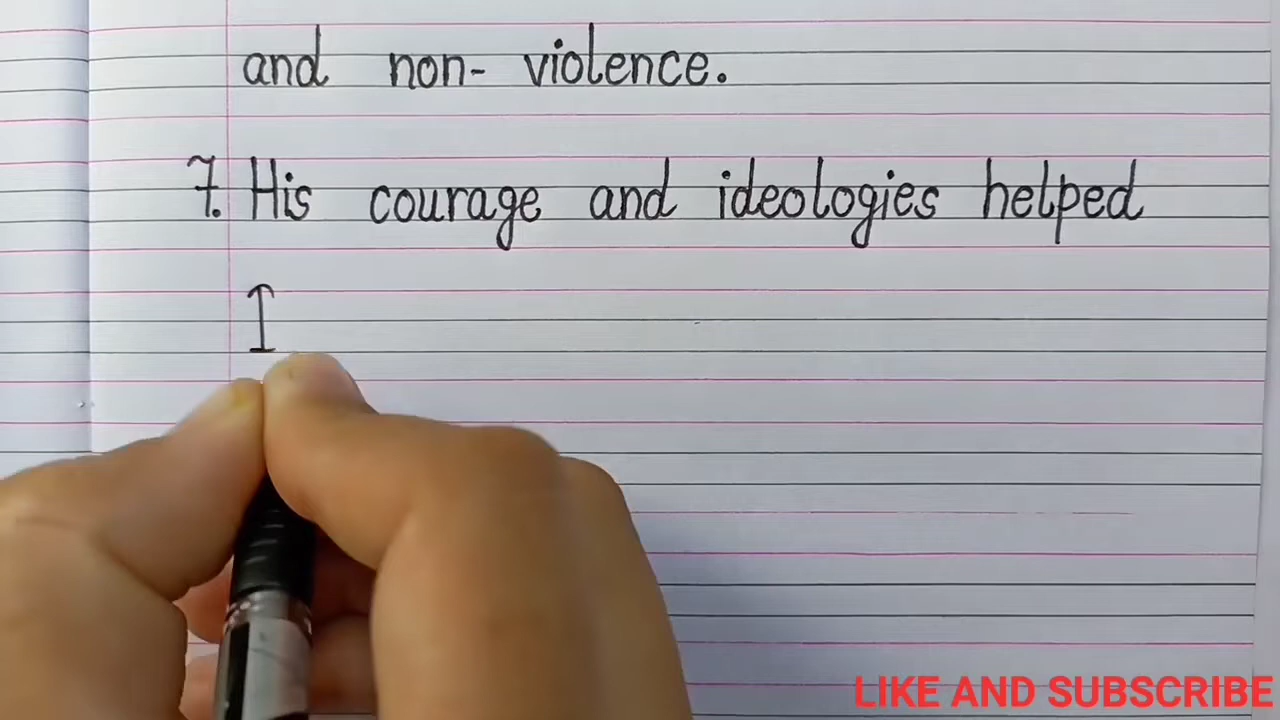 and non- violence.
7. His courage and ideologies helped
I
LIKE AND SUBSCRIBE